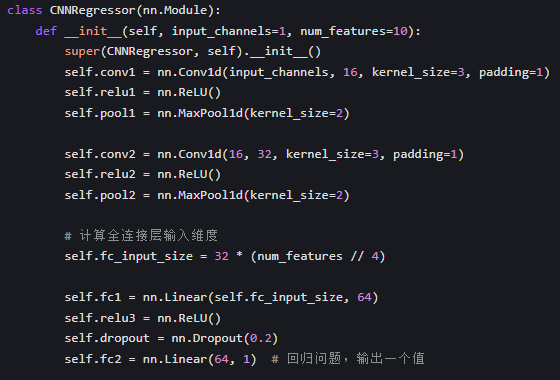 class CNNRegressor(nn.Module):
    def __init__(self, input_channels=1, num_features=10):
        super(CNNRegressor, self).__init__()
        self.conv1 = nn.Conv1d(input_channels, 16, kernel_size=3, padding=1)
        self.relu1 = nn.ReLU()
        self.pool1 = nn.MaxPool1d(kernel_size=2)

        self.conv2 = nn.Conv1d(16, 32, kernel_size=3, padding=1)
        self.relu2 = nn.ReLU()
        self.pool2 = nn.MaxPool1d(kernel_size=2)

        # 计算全连接层输入维度
        self.fc_input_size = 32 * (num_features // 4)

        self.fc1 = nn.Linear(self.fc_input_size, 64)
        self.relu3 = nn.ReLU()
        self.dropout = nn.Dropout(0.2)
        self.fc2 = nn.Linear(64, 1)  # 回归问题，输出一个值